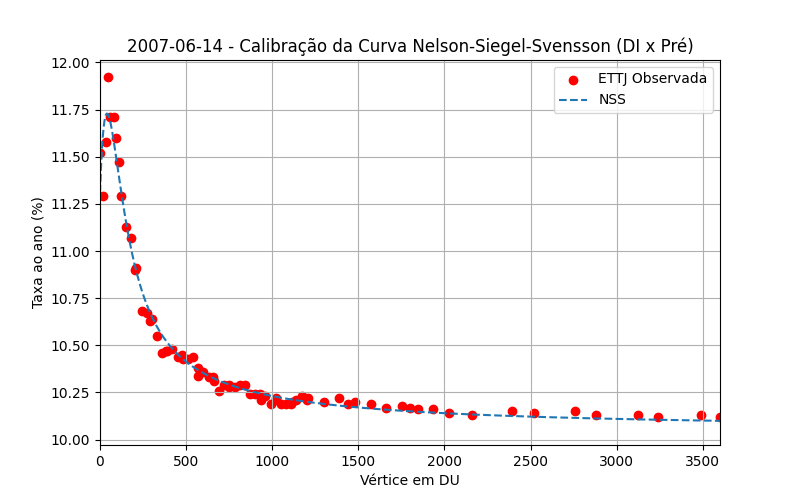 2007-06-14 - Calibração da Curva Nelson-Siegel-Svensson (DI x Pré)
ETTJ Observada
NSS
Taxa ao ano (%)
12.00
11.75
11.50
11.25
11.00
10.75
10.50
10.25
10.00
0 500 1000 1500 2000 2500 3000 3500
Vértice em DU